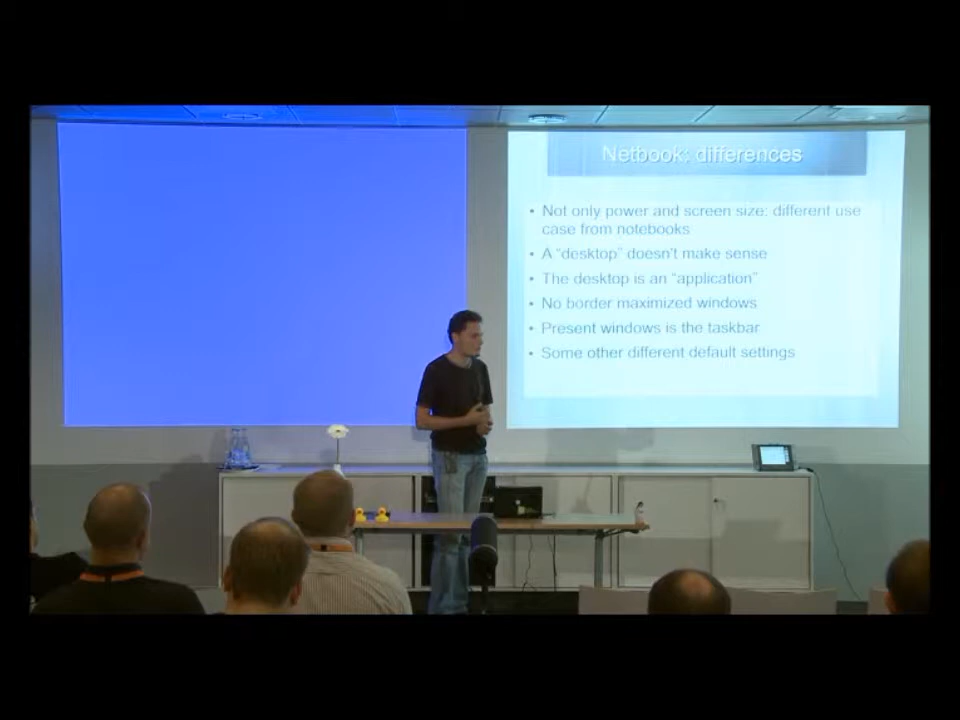 Netbook: differences
• Not only power and screen size: different use
case from notebooks
• A “desktop” doesn't make sense
• The desktop is an “application”
• No border maximized windows
• Present windows is the taskbar
• Some other different default settings